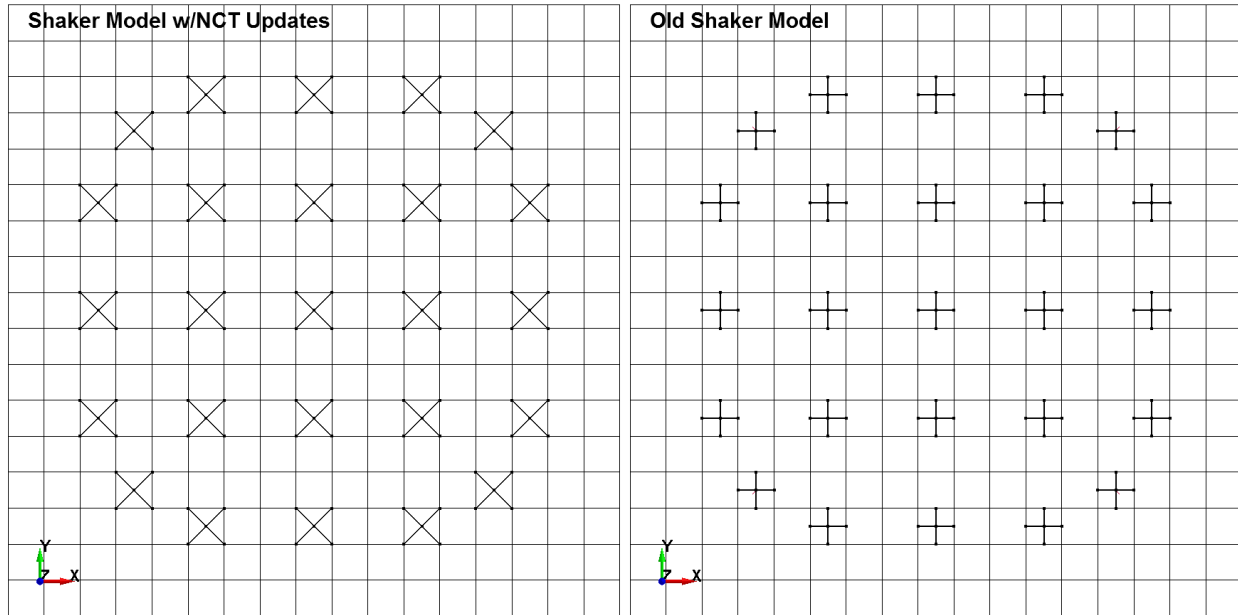 Shaker Model w/NCT Updates
Old Shaker Model
Y
Z X
Y
Z X